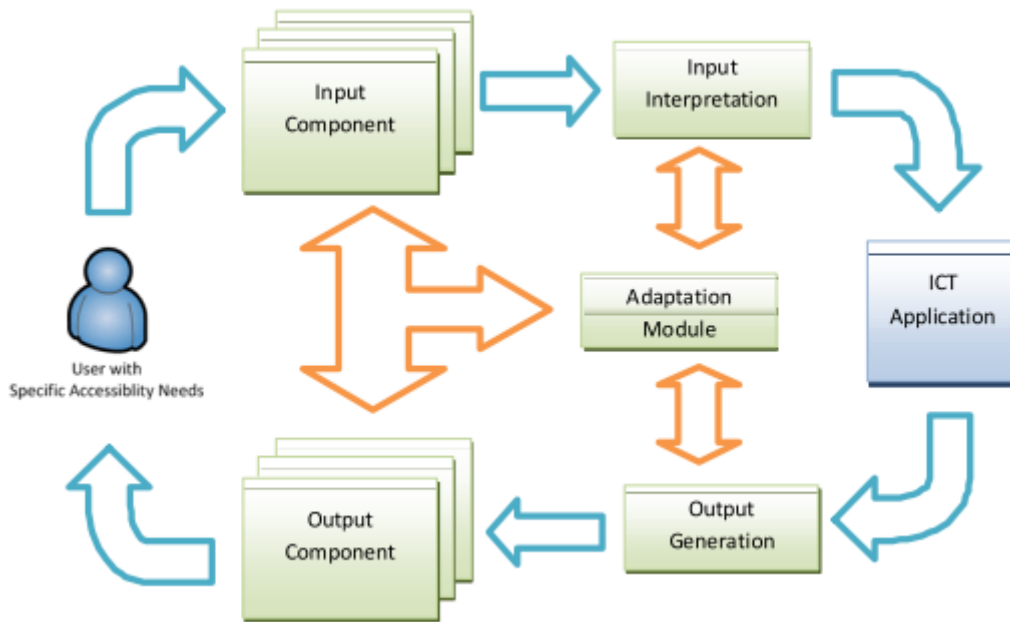 Input
Component
Input
Interpretation
ICT
Application
Adaptation
Module
User with
Specific Accessiblity Needs
Output
Component
Output
Generation